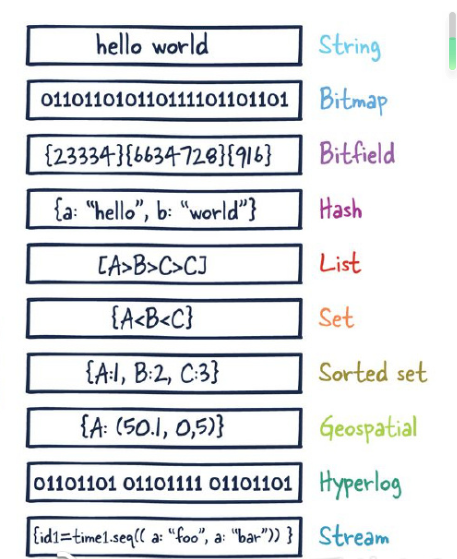 hello world String
011011010110111101101101 Bitmap
{23334}{6634728}{916} Bitfield
{a: "hello", b: "world"} Hash
[A>B>C>C] List
{A<B<C} Set
{A:1, B:2, C:3} Sorted set
{A: (50.1, 0,5)} Geospatial
01101101 01101111 01101101 Hyperlog
{id1=time1.seq(( a: "foo", a: "bar")) } Stream